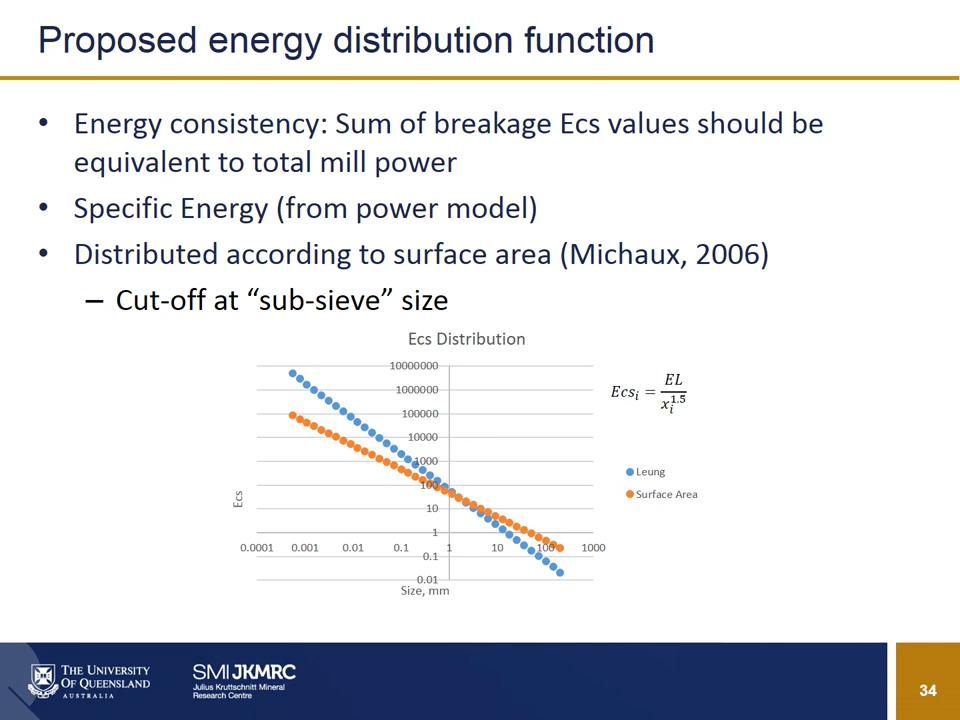 Proposed energy distribution function
• Energy consistency: Sum of breakage Ecs values should be
equivalent to total mill power
• Specific Energy (from power model)
• Distributed according to surface area (Michaux, 2006)
– Cut-off at “sub-sieve” size
Ecs Distribution
10000000
1000000
100000
10000
1000
100
10
1
0.1
0.01
Ecs
0.0001 0.001 0.01 0.1 1 10 100 1000
Size, mm
Ecs_i = EL / x_i^1.5
Leung
Surface Area
THE UNIVERSITY
OF QUEENSLAND
AUSTRALIA
SMI JKMRC
Julius Kruttschnitt Mineral
Research Centre
34